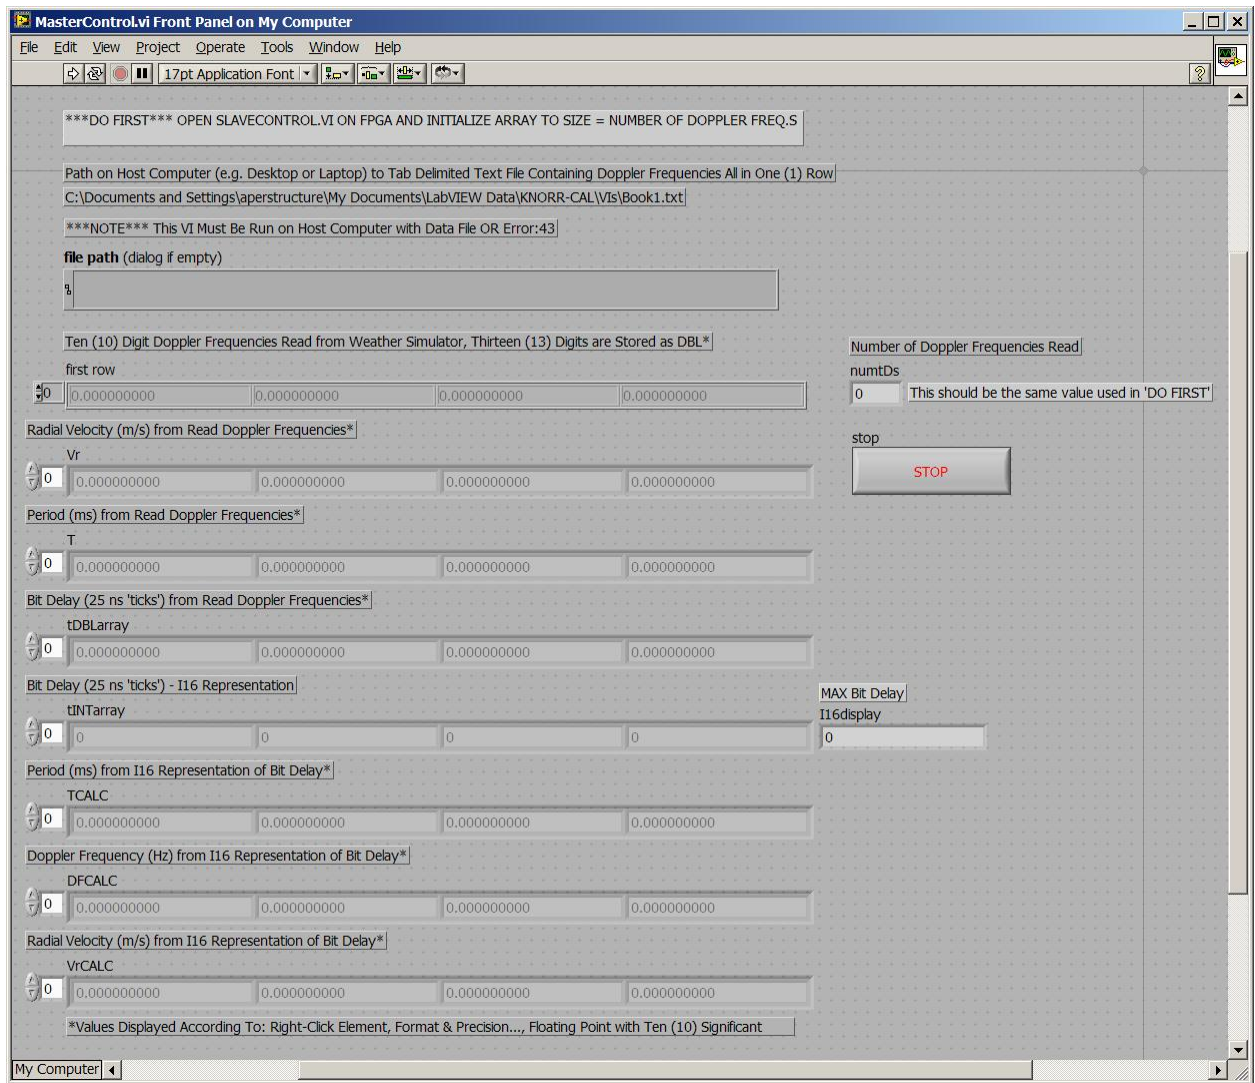 MasterControl.vi Front Panel on My Computer
File Edit View Project Operate Tools Window Help
17pt Application Font
***DO FIRST*** OPEN SLAVECONTROL.VI ON FPGA AND INITIALIZE ARRAY TO SIZE = NUMBER OF DOPPLER FREQ.S
Path on Host Computer (e.g. Desktop or Laptop) to Tab Delimited Text File Containing Doppler Frequencies All in One (1) Row
C:\Documents and Settings\aperstructure\My Documents\LabVIEW Data\KNORR-CAL\VIs\Book1.txt
***NOTE*** This VI Must Be Run on Host Computer with Data File OR Error:43
file path (dialog if empty)
Ten (10) Digit Doppler Frequencies Read from Weather Simulator, Thirteen (13) Digits are Stored as DBL*
Number of Doppler Frequencies Read
first row
numtDs
0 0.000000000 0.000000000 0.000000000 0.000000000
0 This should be the same value used in 'DO FIRST'
Radial Velocity (m/s) from Read Doppler Frequencies*
stop
Vr
STOP
0 0.000000000 0.000000000 0.000000000 0.000000000
Period (ms) from Read Doppler Frequencies*
T
0 0.000000000 0.000000000 0.000000000 0.000000000
Bit Delay (25 ns 'ticks') from Read Doppler Frequencies*
tDBLarray
0 0.000000000 0.000000000 0.000000000 0.000000000
Bit Delay (25 ns 'ticks') - I16 Representation
MAX Bit Delay
tINTarray
I16display
0 0 0 0 0
0
Period (ms) from I16 Representation of Bit Delay*
TCALC
0 0.000000000 0.000000000 0.000000000 0.000000000
Doppler Frequency (Hz) from I16 Representation of Bit Delay*
DFCALC
0 0.000000000 0.000000000 0.000000000 0.000000000
Radial Velocity (m/s) from I16 Representation of Bit Delay*
VrCALC
0 0.000000000 0.000000000 0.000000000 0.000000000
*Values Displayed According To: Right-Click Element, Format & Precision..., Floating Point with Ten (10) Significant
My Computer